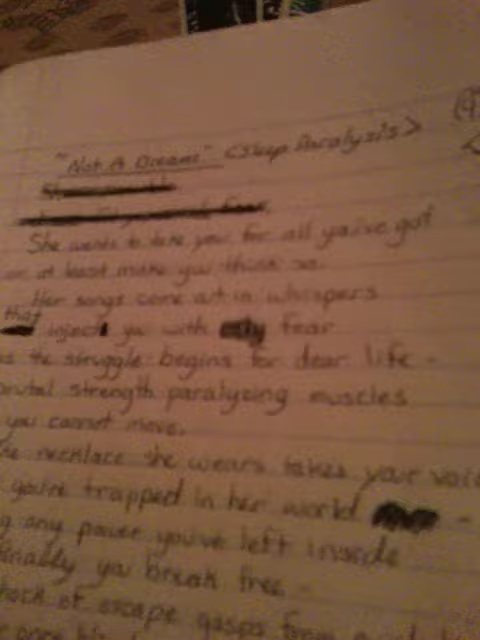 "Not A Dream" <Sleep Paralysis>
She wants to take you for all you've got
or at least make you think so.
Her songs come out in whispers
that inject you with fear
as the struggle begins for dear life -
brutal strength paralyzing muscles
you cannot move.
The necklace she wears takes your voice
you're trapped in her world -
any power you've left inside
finally you break free -
of escape gasps from